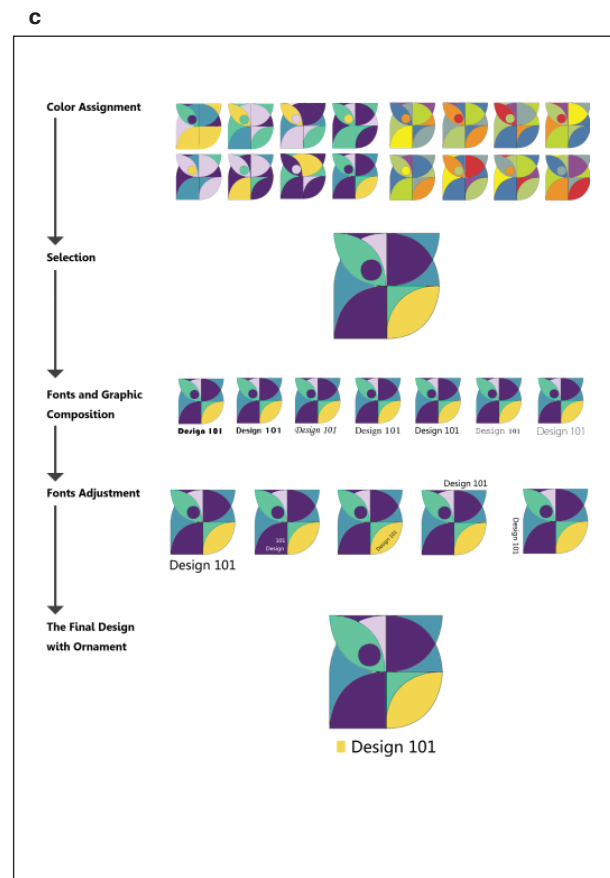 c
Color Assignment
Selection
Fonts and Graphic
Composition
Design 101
Design 101
Design 101
Design 101
Design 101
Design 101
Design 101
Fonts Adjustment
Design 101
101
Design
Design 101
Design 101
Design 101
The Final Design
with Ornament
Design 101